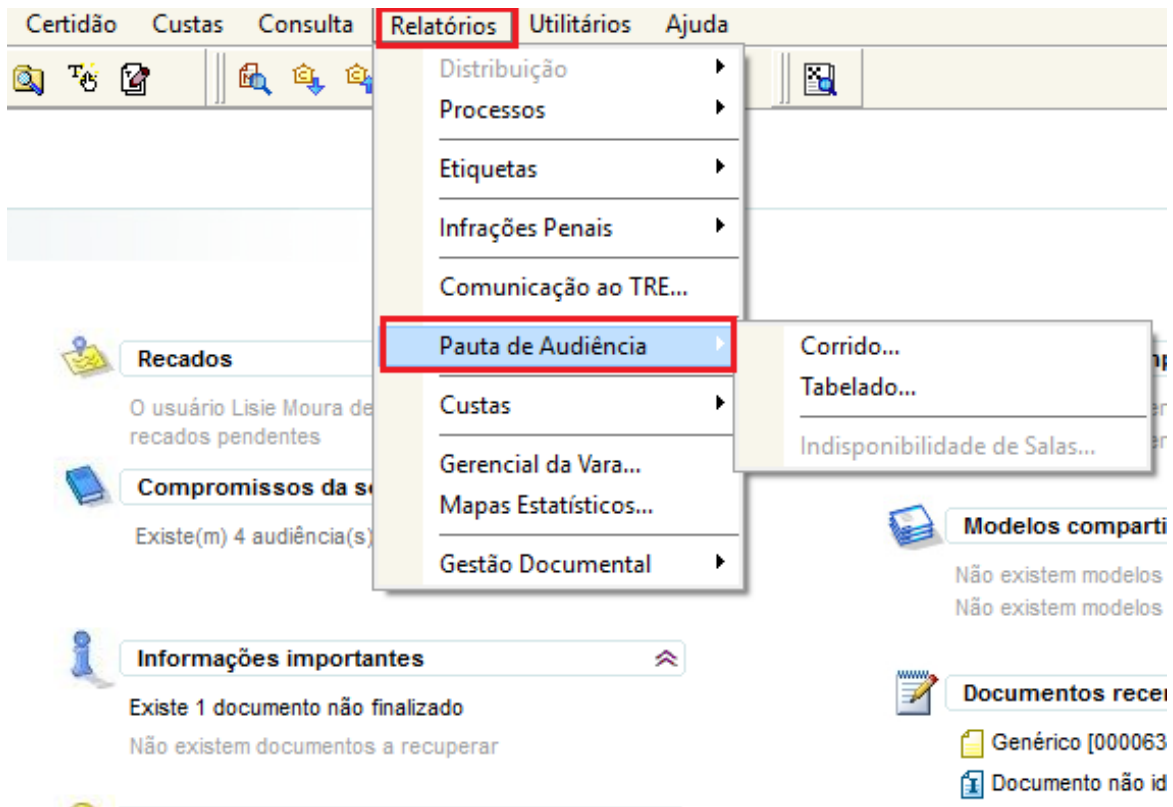 Certidão Custas Consulta Relatórios Utilitários Ajuda
Distribuição
Processos
Etiquetas
Infrações Penais
Comunicação ao TRE...
Pauta de Audiência
Custas
Gerencial da Vara...
Mapas Estatísticos...
Gestão Documental
Corrido...
Tabelado...
Indisponibilidade de Salas...
Recados
O usuário Lisie Moura de
recados pendentes
Compromissos da
Existe(m) 4 audiência(s)
Informações importantes
Existe 1 documento não finalizado
Não existem documentos a recuperar
Modelos
Não existem modelos
Não existem modelos
Documentos
Genérico [000063
Documento não